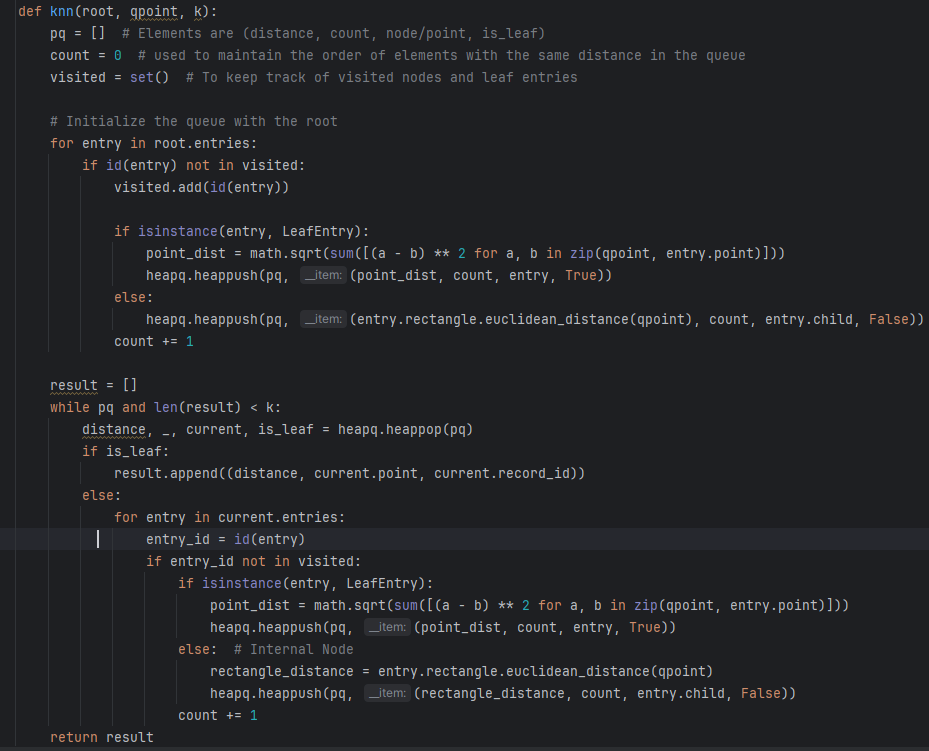 def knn(root, qpoint, k):
    pq = []  # Elements are (distance, count, node/point, is_leaf)
    count = 0  # used to maintain the order of elements with the same distance in the queue
    visited = set()  # To keep track of visited nodes and leaf entries

    # Initialize the queue with the root
    for entry in root.entries:
        if id(entry) not in visited:
            visited.add(id(entry))

            if isinstance(entry, LeafEntry):
                point_dist = math.sqrt(sum([(a - b) ** 2 for a, b in zip(qpoint, entry.point)]))
                heapq.heappush(pq, __item: (point_dist, count, entry, True))
            else:
                heapq.heappush(pq, __item: (entry.rectangle.euclidean_distance(qpoint), count, entry.child, False))
            count += 1

    result = []
    while pq and len(result) < k:
        distance, _, current, is_leaf = heapq.heappop(pq)
        if is_leaf:
            result.append((distance, current.point, current.record_id))
        else:
            for entry in current.entries:
                entry_id = id(entry)
                if entry_id not in visited:
                    if isinstance(entry, LeafEntry):
                        point_dist = math.sqrt(sum([(a - b) ** 2 for a, b in zip(qpoint, entry.point)]))
                        heapq.heappush(pq, __item: (point_dist, count, entry, True))
                    else:  # Internal Node
                        rectangle_distance = entry.rectangle.euclidean_distance(qpoint)
                        heapq.heappush(pq, __item: (rectangle_distance, count, entry.child, False))
                    count += 1
    return result